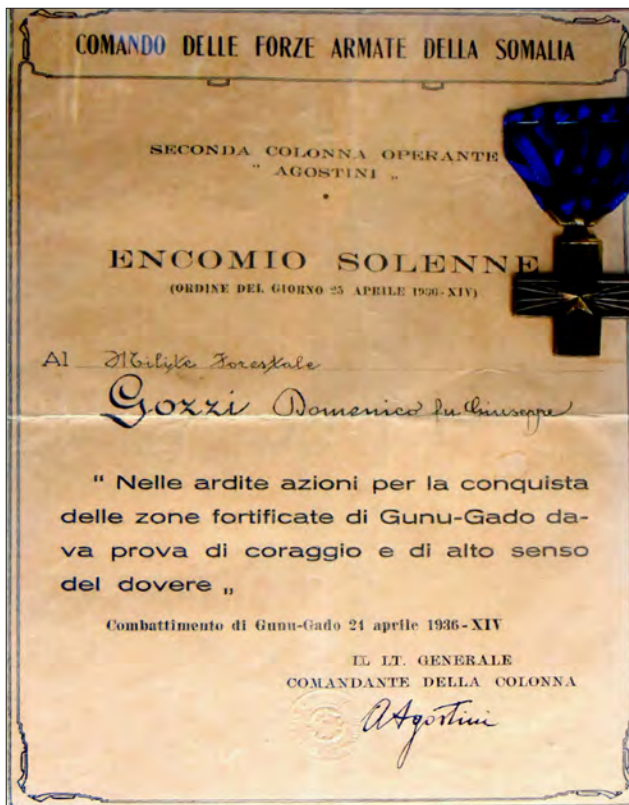 COMANDO DELLE FORZE ARMATE DELLA SOMALIA
SECONDA COLONNA OPERANTE
" AGOSTINI „
ENCOMIO SOLENNE
(ORDINE DEL GIORNO 25 APRILE 1936-XIV)
Al Milite Forestale
Gozzi Domenico fu Giuseppe
" Nelle ardite azioni per la conquista
delle zone fortificate di Gunu-Gado da-
va prova di coraggio e di alto senso
del dovere „
Combattimento di Gunu-Gado 24 aprile 1936-XIV
IL LT. GENERALE
COMANDANTE DELLA COLONNA
A Agostini